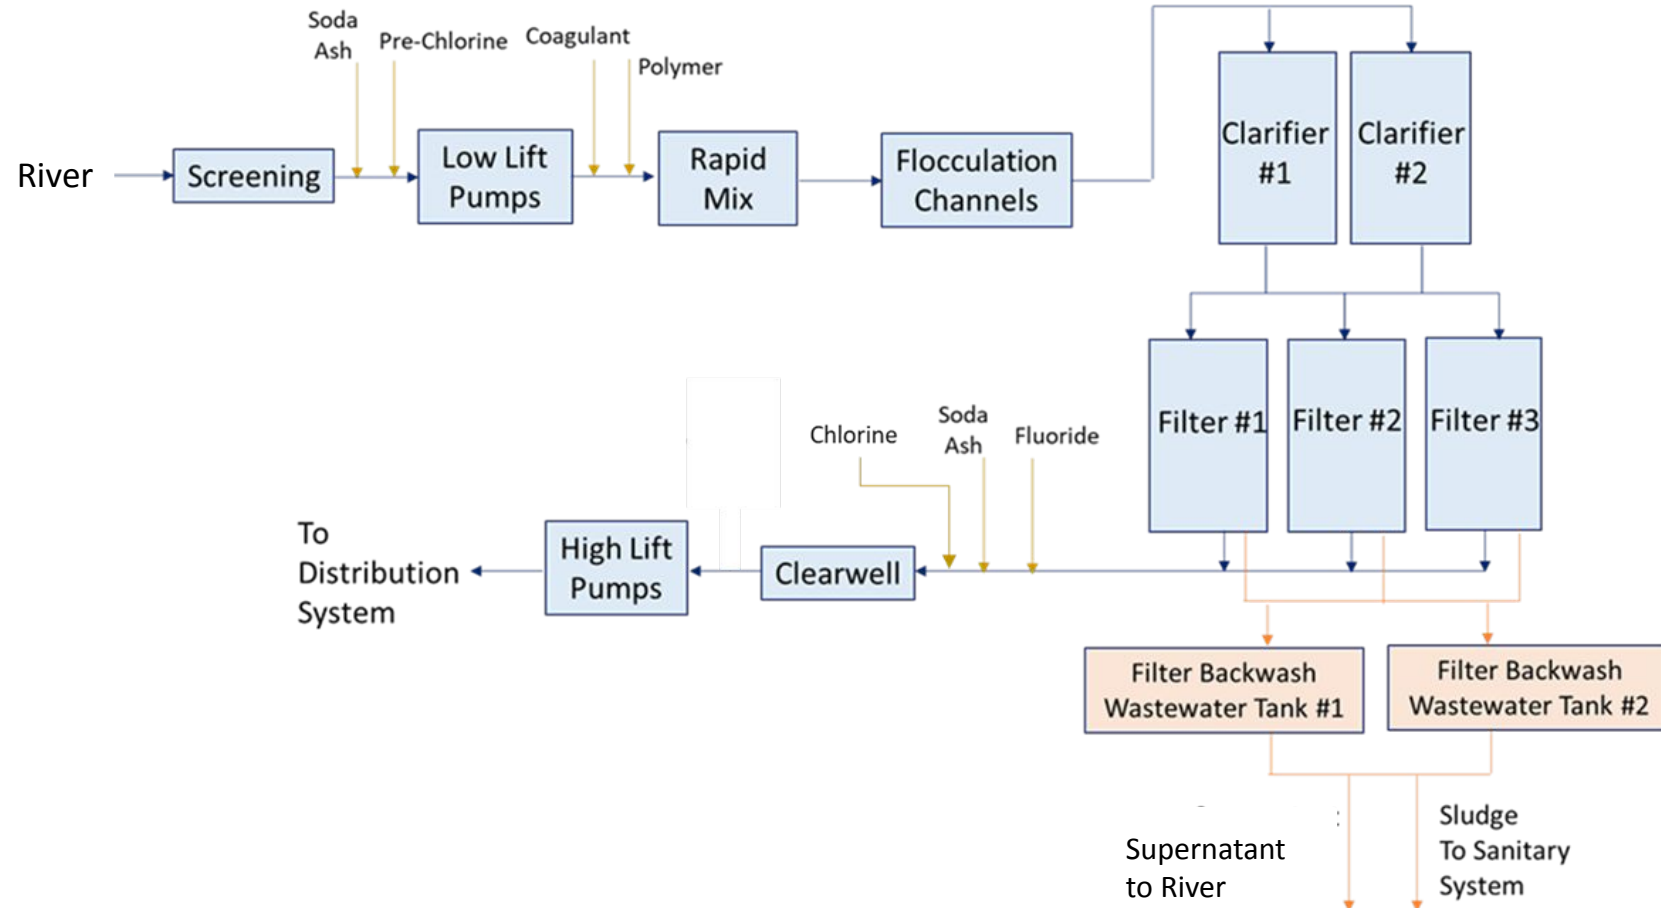 Soda
Ash
Pre-Chlorine
Coagulant
Polymer
River
Screening
Low Lift
Pumps
Rapid
Mix
Flocculation
Channels
Clarifier
#1
Clarifier
#2
Filter #1
Filter #2
Filter #3
Chlorine
Soda
Ash
Fluoride
To
Distribution
System
High Lift
Pumps
Clearwell
Filter Backwash
Wastewater Tank #1
Filter Backwash
Wastewater Tank #2
Supernatant
to River
Sludge
To Sanitary
System